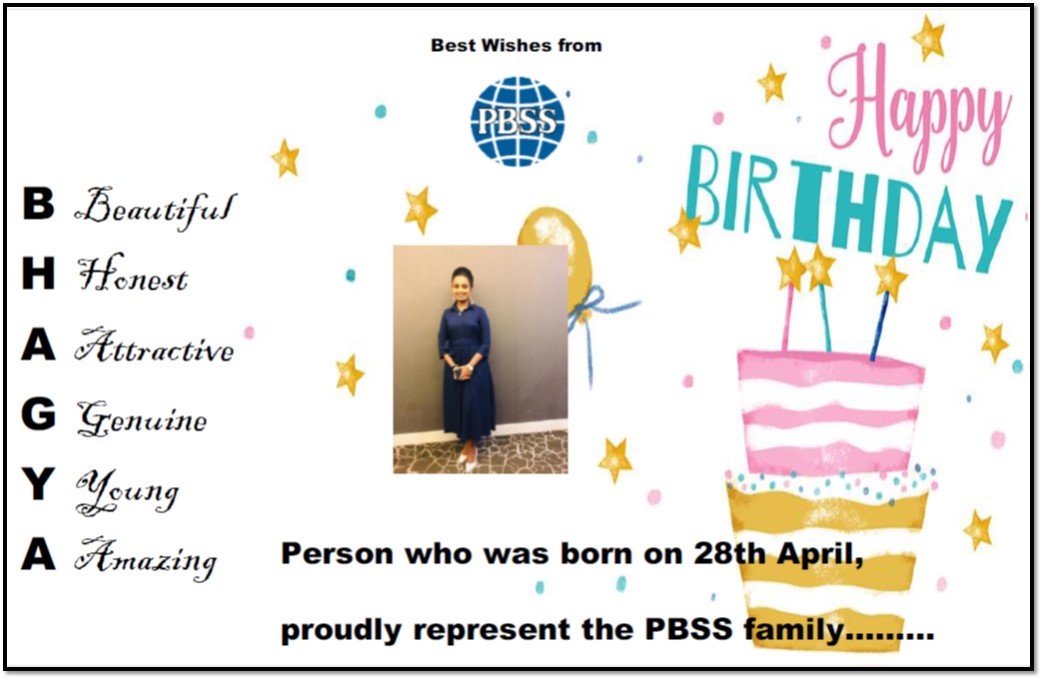 Best Wishes from
PBSS
Happy
BIRTHDAY
B Beautiful
H Honest
A Attractive
G Genuine
Y Young
A Amazing
Person who was born on 28th April,
proudly represent the PBSS family.........